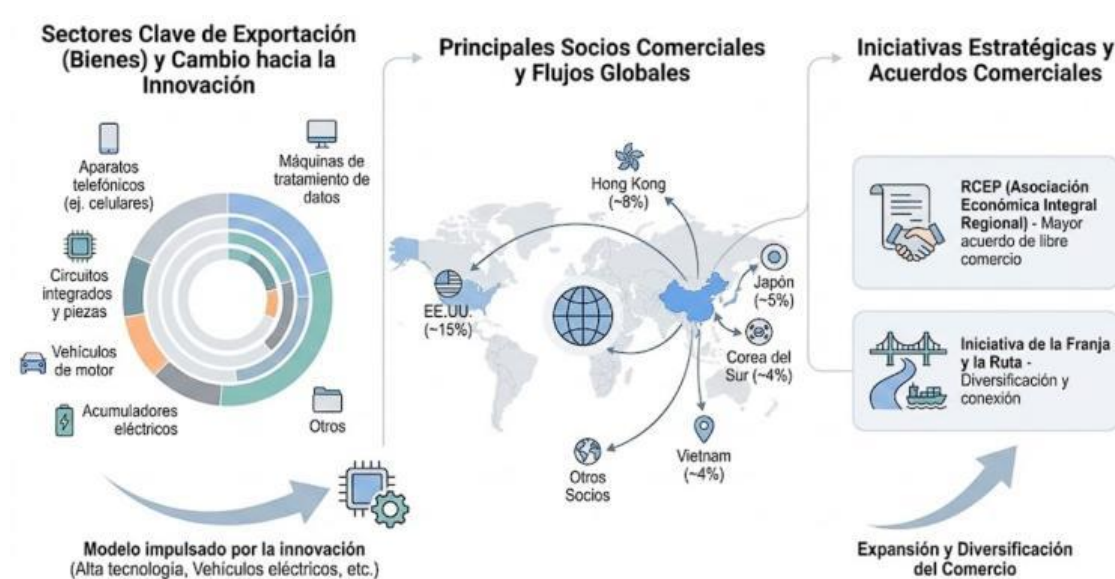 Sectores Clave de Exportación
(Bienes) y Cambio hacia la
Innovación
Aparatos
telefónicos
(ej. celulares)
Máquinas de
tratamiento de
datos
Circuitos
integrados
y piezas
Vehículos
de motor
Acumuladores
eléctricos
Otros
Modelo impulsado por la innovación
(Alta tecnología, Vehículos eléctricos, etc.)
Principales Socios Comerciales
y Flujos Globales
Hong Kong
(~8%)
EE.UU.
(~15%)
Japón
(~5%)
Corea del
Sur (~4%)
Vietnam
(~4%)
Otros
Socios
Iniciativas Estratégicas y
Acuerdos Comerciales
RCEP (Asociación
Económica Integral
Regional) - Mayor
acuerdo de libre
comercio
Iniciativa de la Franja
y la Ruta -
Diversificación y
conexión
Expansión y Diversificación
del Comercio